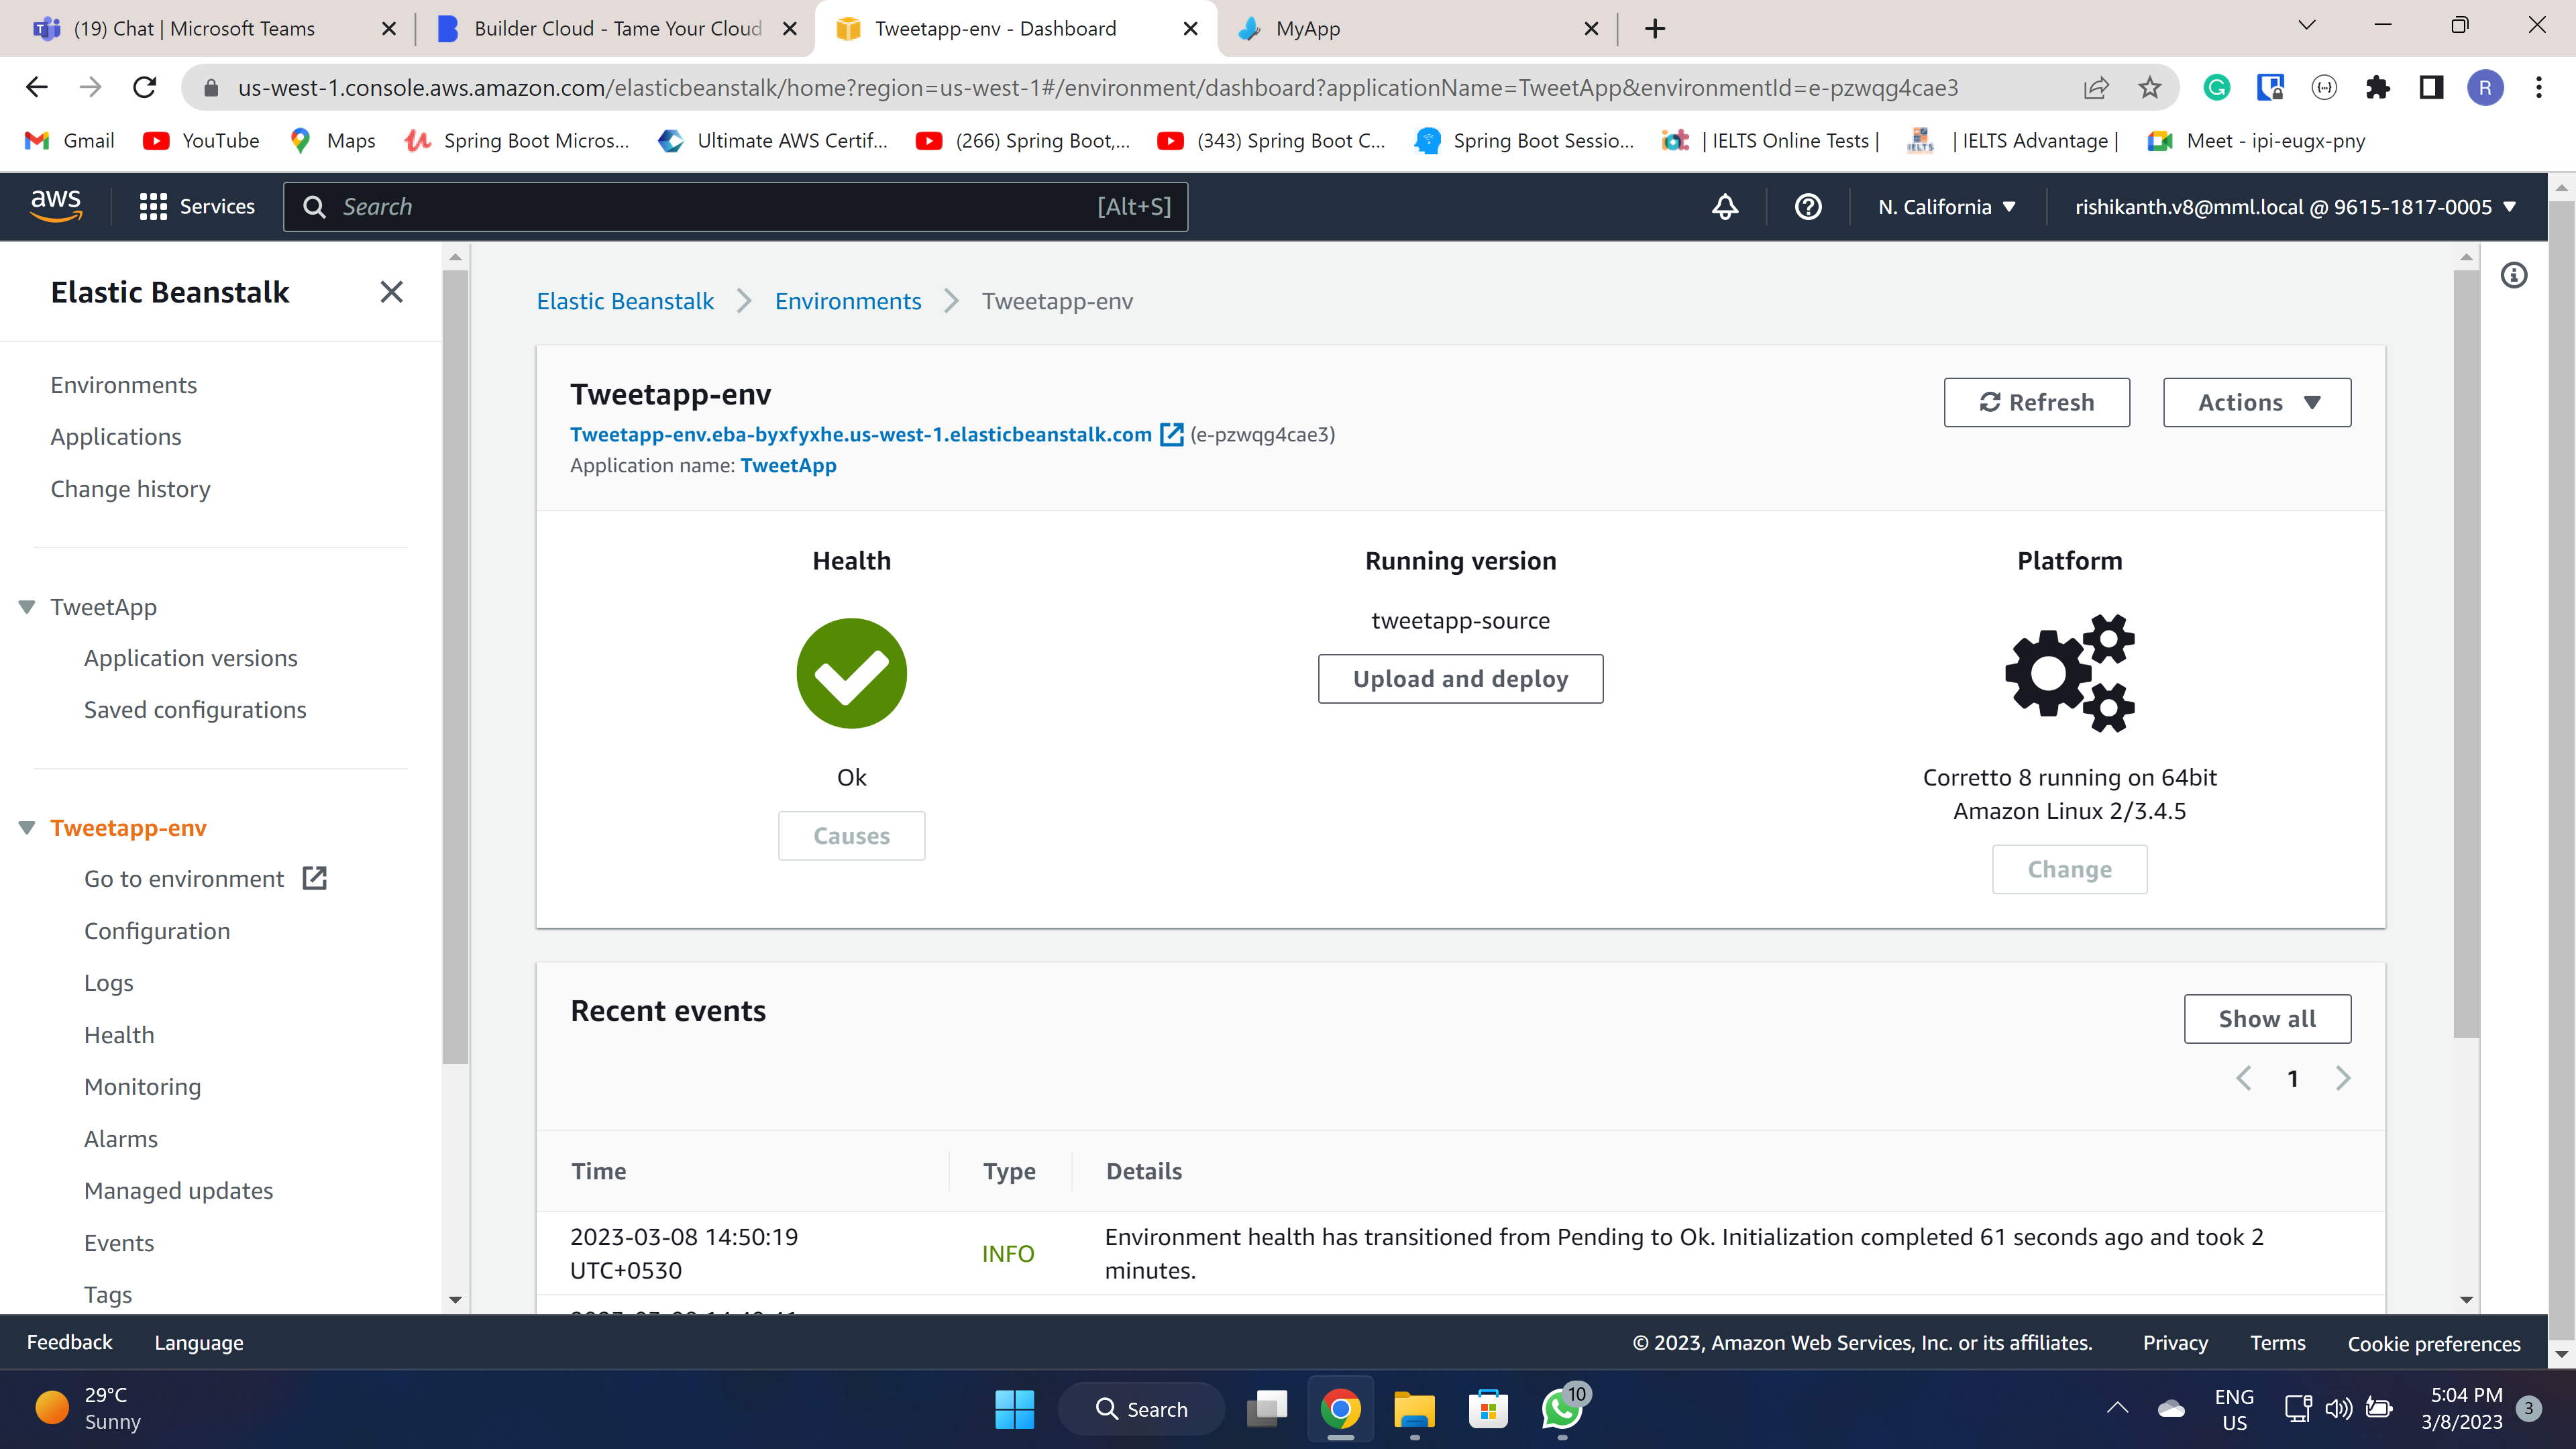 (19) Chat | Microsoft Teams
Builder Cloud - Tame Your Cloud
Tweetapp-env - Dashboard
MyApp
us-west-1.console.aws.amazon.com/elasticbeanstalk/home?region=us-west-1#/environment/dashboard?applicationName=TweetApp&environmentId=e-pzwqg4cae3
R
Gmail
YouTube
Maps
Spring Boot Micros...
Ultimate AWS Certif...
(266) Spring Boot,...
(343) Spring Boot C...
Spring Boot Sessio...
| IELTS Online Tests |
| IELTS Advantage |
Meet - ipi-eugx-pny
aws
Services
Search
[Alt+S]
N. California
rishikanth.v8@mml.local @ 9615-1817-0005
Elastic Beanstalk
Environments
Applications
Change history
TweetApp
Application versions
Saved configurations
Tweetapp-env
Go to environment
Configuration
Logs
Health
Monitoring
Alarms
Managed updates
Events
Tags
Elastic Beanstalk
Environments
Tweetapp-env
Tweetapp-env
Tweetapp-env.eba-byxfyxhe.us-west-1.elasticbeanstalk.com (e-pzwqg4cae3)
Application name: TweetApp
Refresh
Actions
Health
Ok
Causes
Running version
tweetapp-source
Upload and deploy
Platform
Corretto 8 running on 64bit
Amazon Linux 2/3.4.5
Change
Recent events
Show all
1
Time
Type
Details
2023-03-08 14:50:19
UTC+0530
INFO
Environment health has transitioned from Pending to Ok. Initialization completed 61 seconds ago and took 2
minutes.
Feedback
Language
© 2023, Amazon Web Services, Inc. or its affiliates.
Privacy
Terms
Cookie preferences
29°C
Sunny
Search
10
ENG
US
5:04 PM
3/8/2023
3